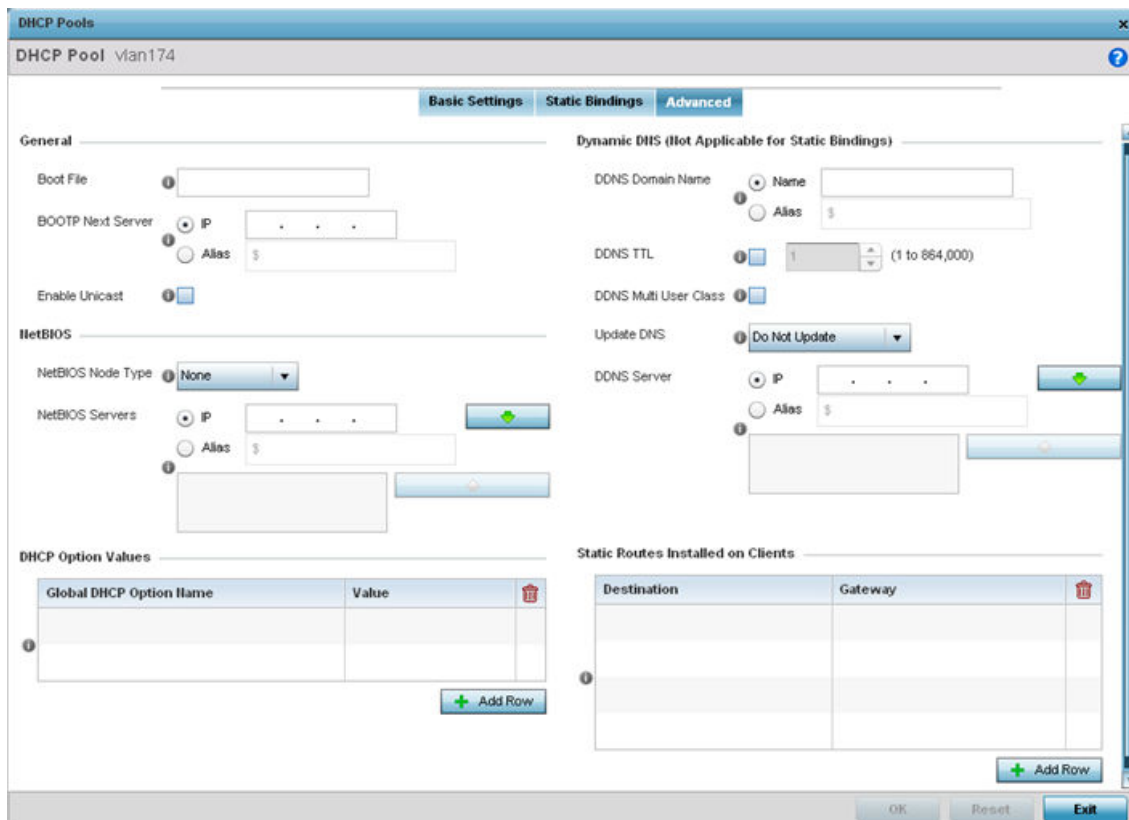 DHCP Pools
DHCP Pool vlan174
Basic Settings Static Bindings Advanced
General
Boot File
BOOTP Next Server IP . . .
Alias $
Enable Unicast
NetBIOS
NetBIOS Node Type None
NetBIOS Servers IP . . .
Alias $
DHCP Option Values
Global DHCP Option Name Value
Add Row
Dynamic DNS (Not Applicable for Static Bindings)
DDNS Domain Name Name
Alias $
DDNS TTL 1 (1 to 864,000)
DDNS Multi User Class
Update DNS Do Not Update
DDNS Server IP . . .
Alias $
Static Routes Installed on Clients
Destination Gateway
Add Row
OK Reset Exit